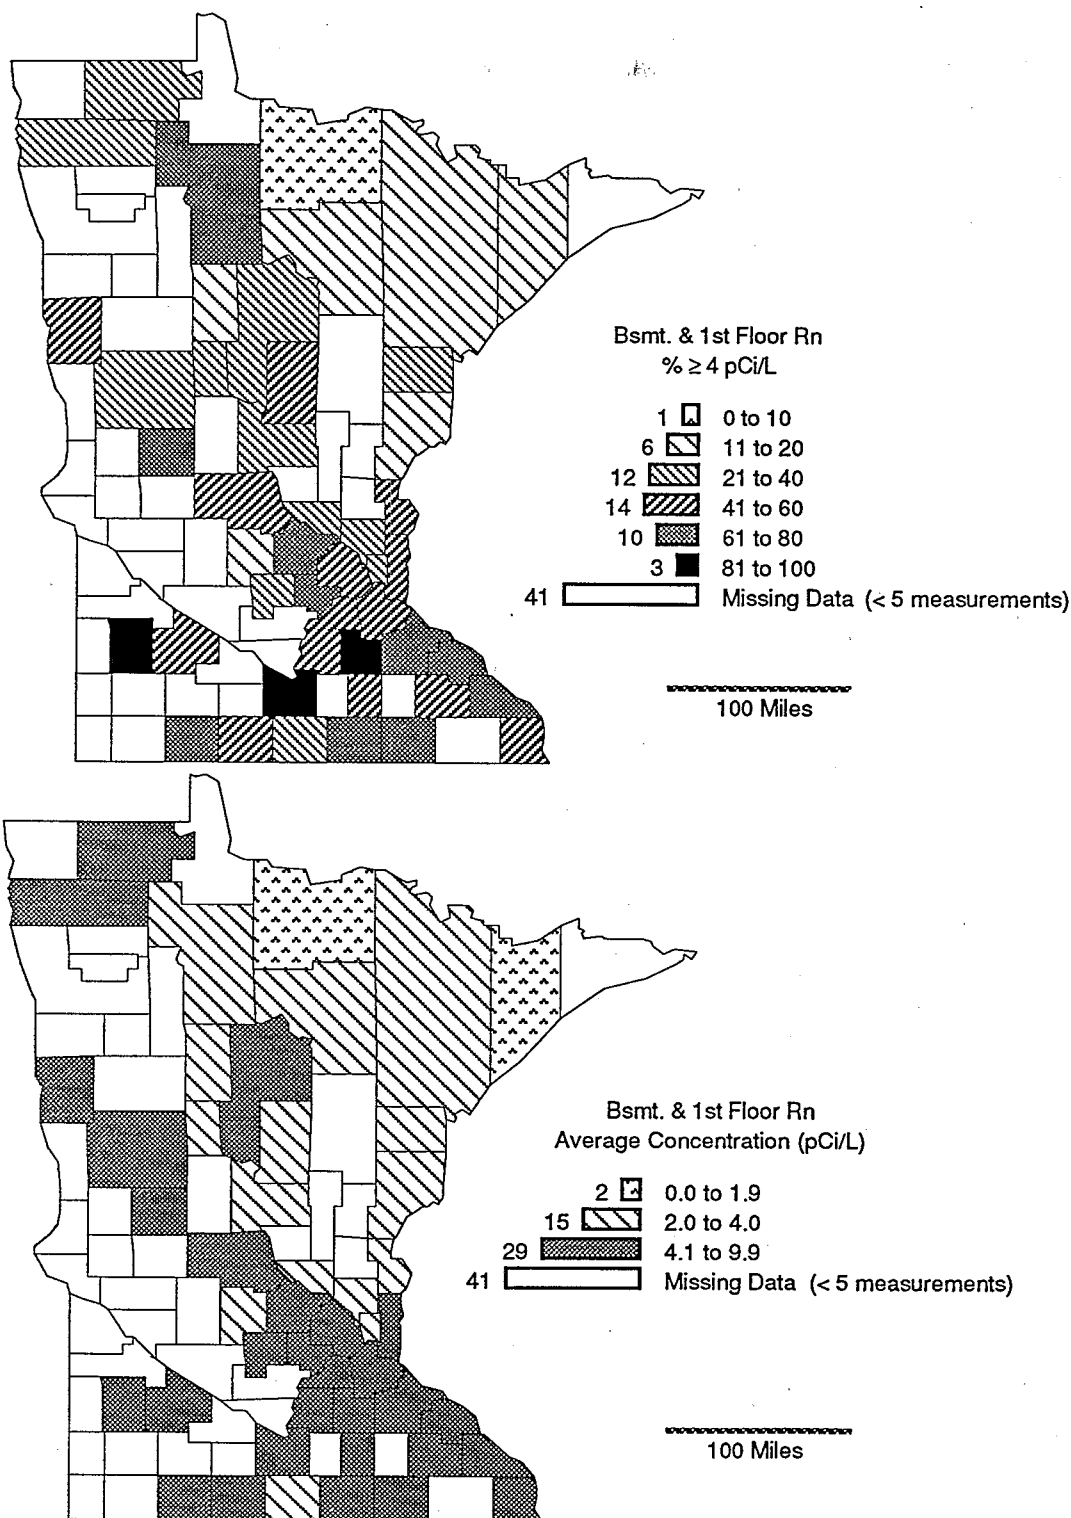 Bsmt. & 1st Floor Rn
% ≥ 4 pCi/L
1 0 to 10
6 11 to 20
12 21 to 40
14 41 to 60
10 61 to 80
3 81 to 100
41 Missing Data (< 5 measurements)
100 Miles
Bsmt. & 1st Floor Rn
Average Concentration (pCi/L)
2 0.0 to 1.9
15 2.0 to 4.0
29 4.1 to 9.9
41 Missing Data (< 5 measurements)
100 Miles